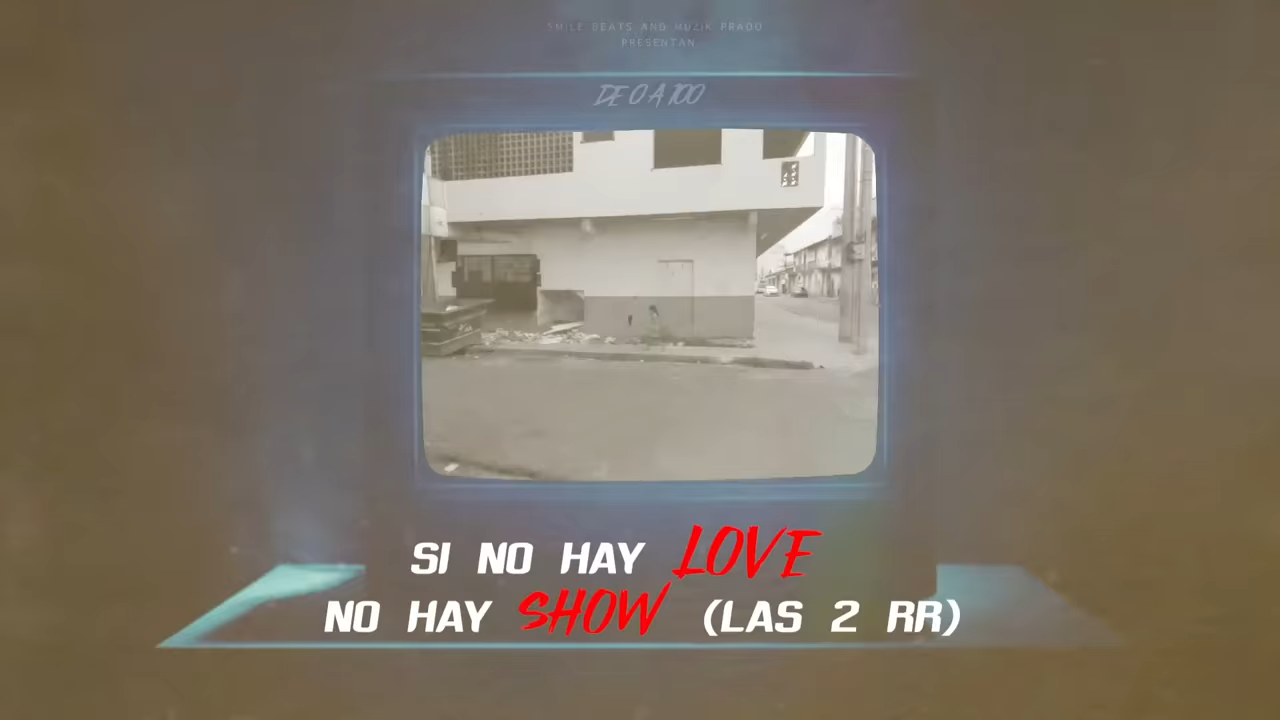 SMILE BEATS AND MUZIK PRADO
PRESENTAN
DE 0 A 100
SI NO HAY LOVE
NO HAY SHOW (LAS 2 RR)